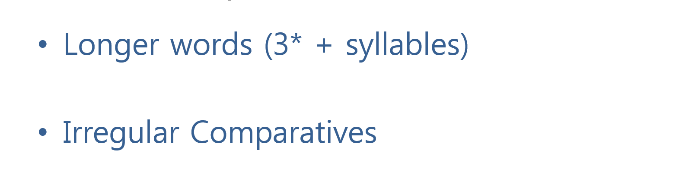 • Longer words (3* + syllables)
• Irregular Comparatives